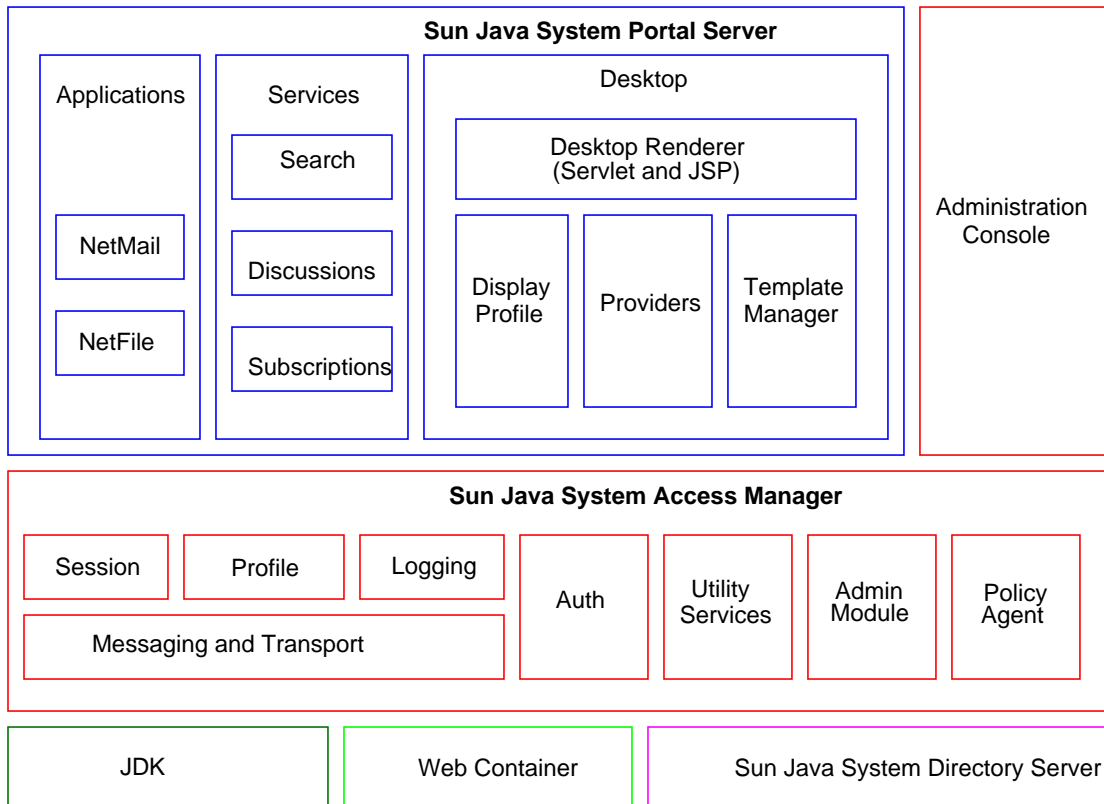 Sun Java System Portal Server
Applications
NetMail
NetFile
Services
Search
Discussions
Subscriptions
Desktop
Desktop Renderer
(Servlet and JSP)
Display
Profile
Providers
Template
Manager
Administration
Console
Sun Java System Access Manager
Session
Profile
Logging
Messaging and Transport
Auth
Utility
Services
Admin
Module
Policy
Agent
JDK
Web Container
Sun Java System Directory Server